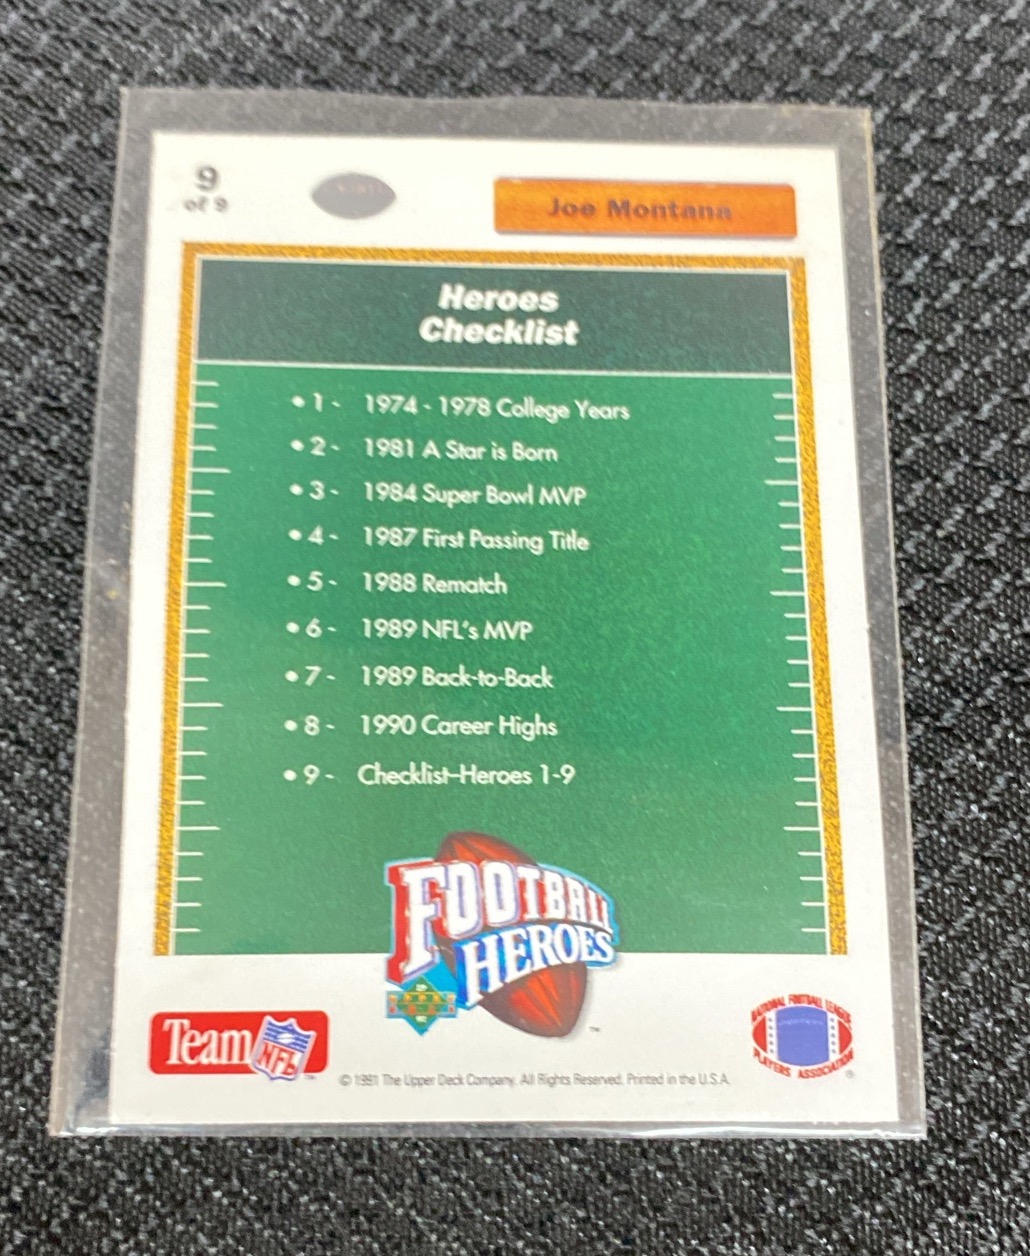 9
of 9
Joe Montana
Heroes
Checklist
• 1 - 1974 - 1978 College Years
• 2 - 1981 A Star is Born
• 3 - 1984 Super Bowl MVP
• 4 - 1987 First Passing Title
• 5 - 1988 Rematch
• 6 - 1989 NFL's MVP
• 7 - 1989 Back-to-Back
• 8 - 1990 Career Highs
• 9 - Checklist–Heroes 1-9
FOOTBALL
HEROES
™
Team NFL ™
NATIONAL FOOTBALL LEAGUE
PLAYERS ASSOCIATION ®
© 1991 The Upper Deck Company. All Rights Reserved. Printed in the U.S.A.